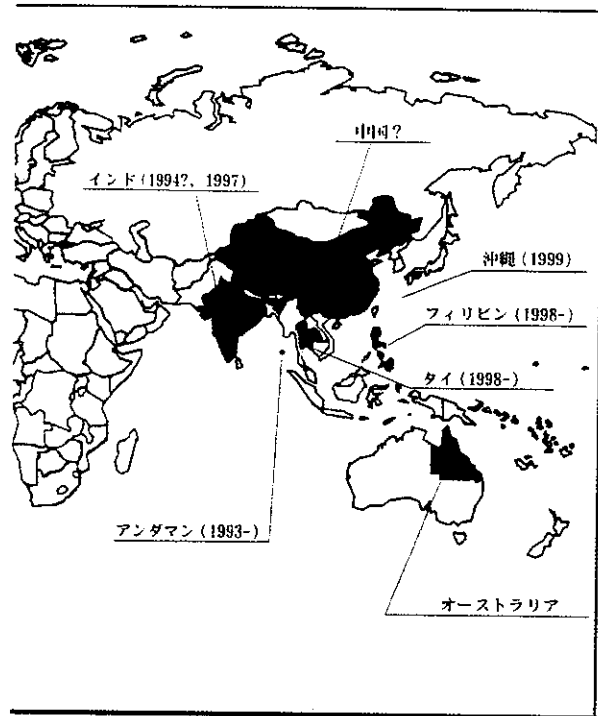 中国?
インド(1994?、1997)
沖縄(1999)
フィリピン(1998-)
タイ(1998-)
アンダマン(1993-)
オーストラリア